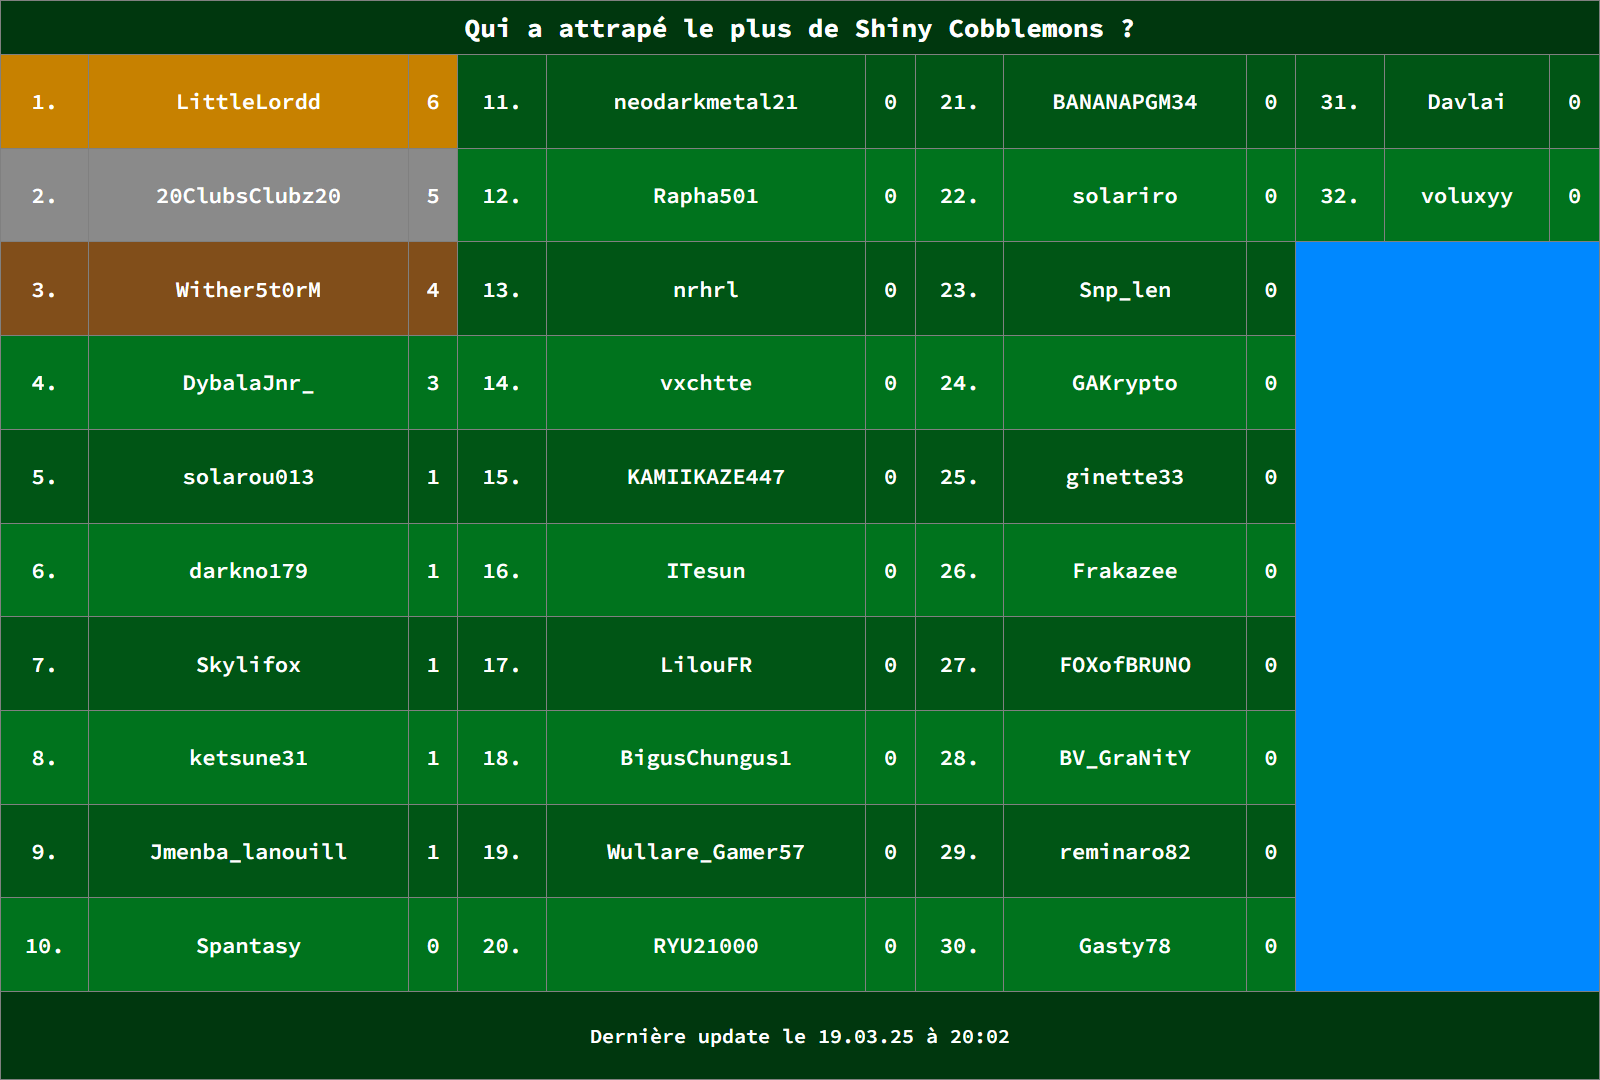 Qui a attrapé le plus de Shiny Cobblemons ?
1. LittleLordd 6
2. 20ClubsClubz20 5
3. Wither5t0rM 4
4. DybalaJnr_ 3
5. solarou013 1
6. darkno179 1
7. Skylifox 1
8. ketsune31 1
9. Jmenba_lanouill 1
10. Spantasy 0
11. neodarkmetal21 0
12. Rapha501 0
13. nrhrl 0
14. vxchtte 0
15. KAMIIKAZE447 0
16. ITesun 0
17. LilouFR 0
18. BigusChungus1 0
19. Wullare_Gamer57 0
20. RYU21000 0
21. BANANAPGM34 0
22. solariro 0
23. Snp_len 0
24. GAKrypto 0
25. ginette33 0
26. Frakazee 0
27. FOXofBRUNO 0
28. BV_GraNitY 0
29. reminaro82 0
30. Gasty78 0
31. Davlai 0
32. voluxyy 0
Dernière update le 19.03.25 à 20:02